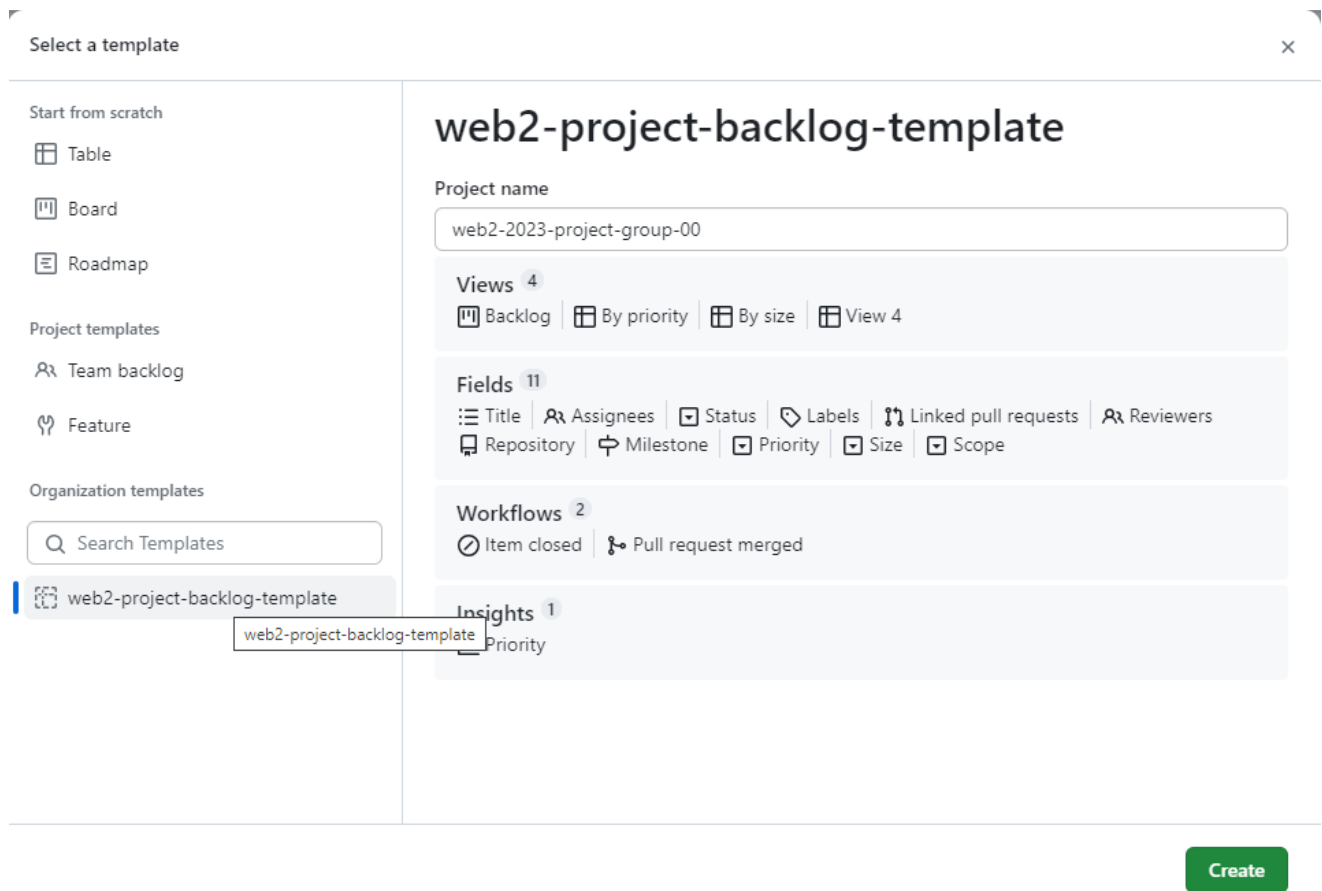 Select a template
Start from scratch
Table
Board
Roadmap
Project templates
Team backlog
Feature
Organization templates
Search Templates
web2-project-backlog-template
web2-project-backlog-template
web2-project-backlog-template
Project name
web2-2023-project-group-00
Views 4
Backlog By priority By size View 4
Fields 11
Title Assignees Status Labels Linked pull requests Reviewers
Repository Milestone Priority Size Scope
Workflows 2
Item closed Pull request merged
Insights 1
Priority
Create